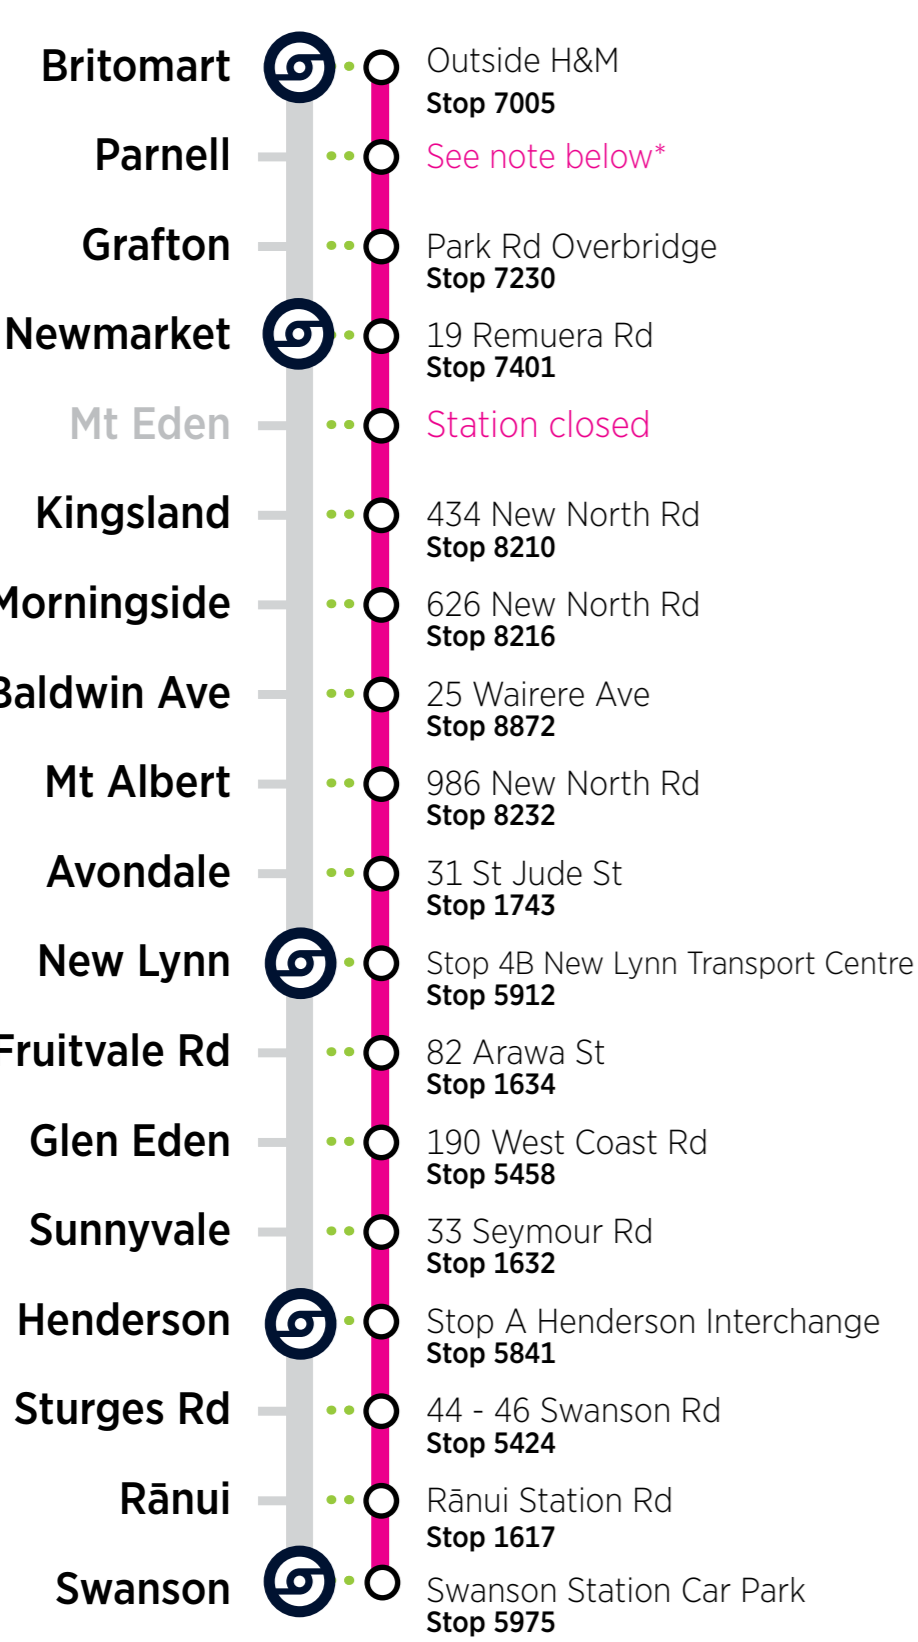 Britomart
Outside H&M
Stop 7005
Parnell
See note below*
Grafton
Park Rd Overbridge
Stop 7230
Newmarket
19 Remuera Rd
Stop 7401
Mt Eden
Station closed
Kingsland
434 New North Rd
Stop 8210
Morningside
626 New North Rd
Stop 8216
Baldwin Ave
25 Wairere Ave
Stop 8872
Mt Albert
986 New North Rd
Stop 8232
Avondale
31 St Jude St
Stop 1743
New Lynn
Stop 4B New Lynn Transport Centre
Stop 5912
Fruitvale Rd
82 Arawa St
Stop 1634
Glen Eden
190 West Coast Rd
Stop 5458
Sunnyvale
33 Seymour Rd
Stop 1632
Henderson
Stop A Henderson Interchange
Stop 5841
Sturges Rd
44 - 46 Swanson Rd
Stop 5424
Rānui
Rānui Station Rd
Stop 1617
Swanson
Swanson Station Car Park
Stop 5975